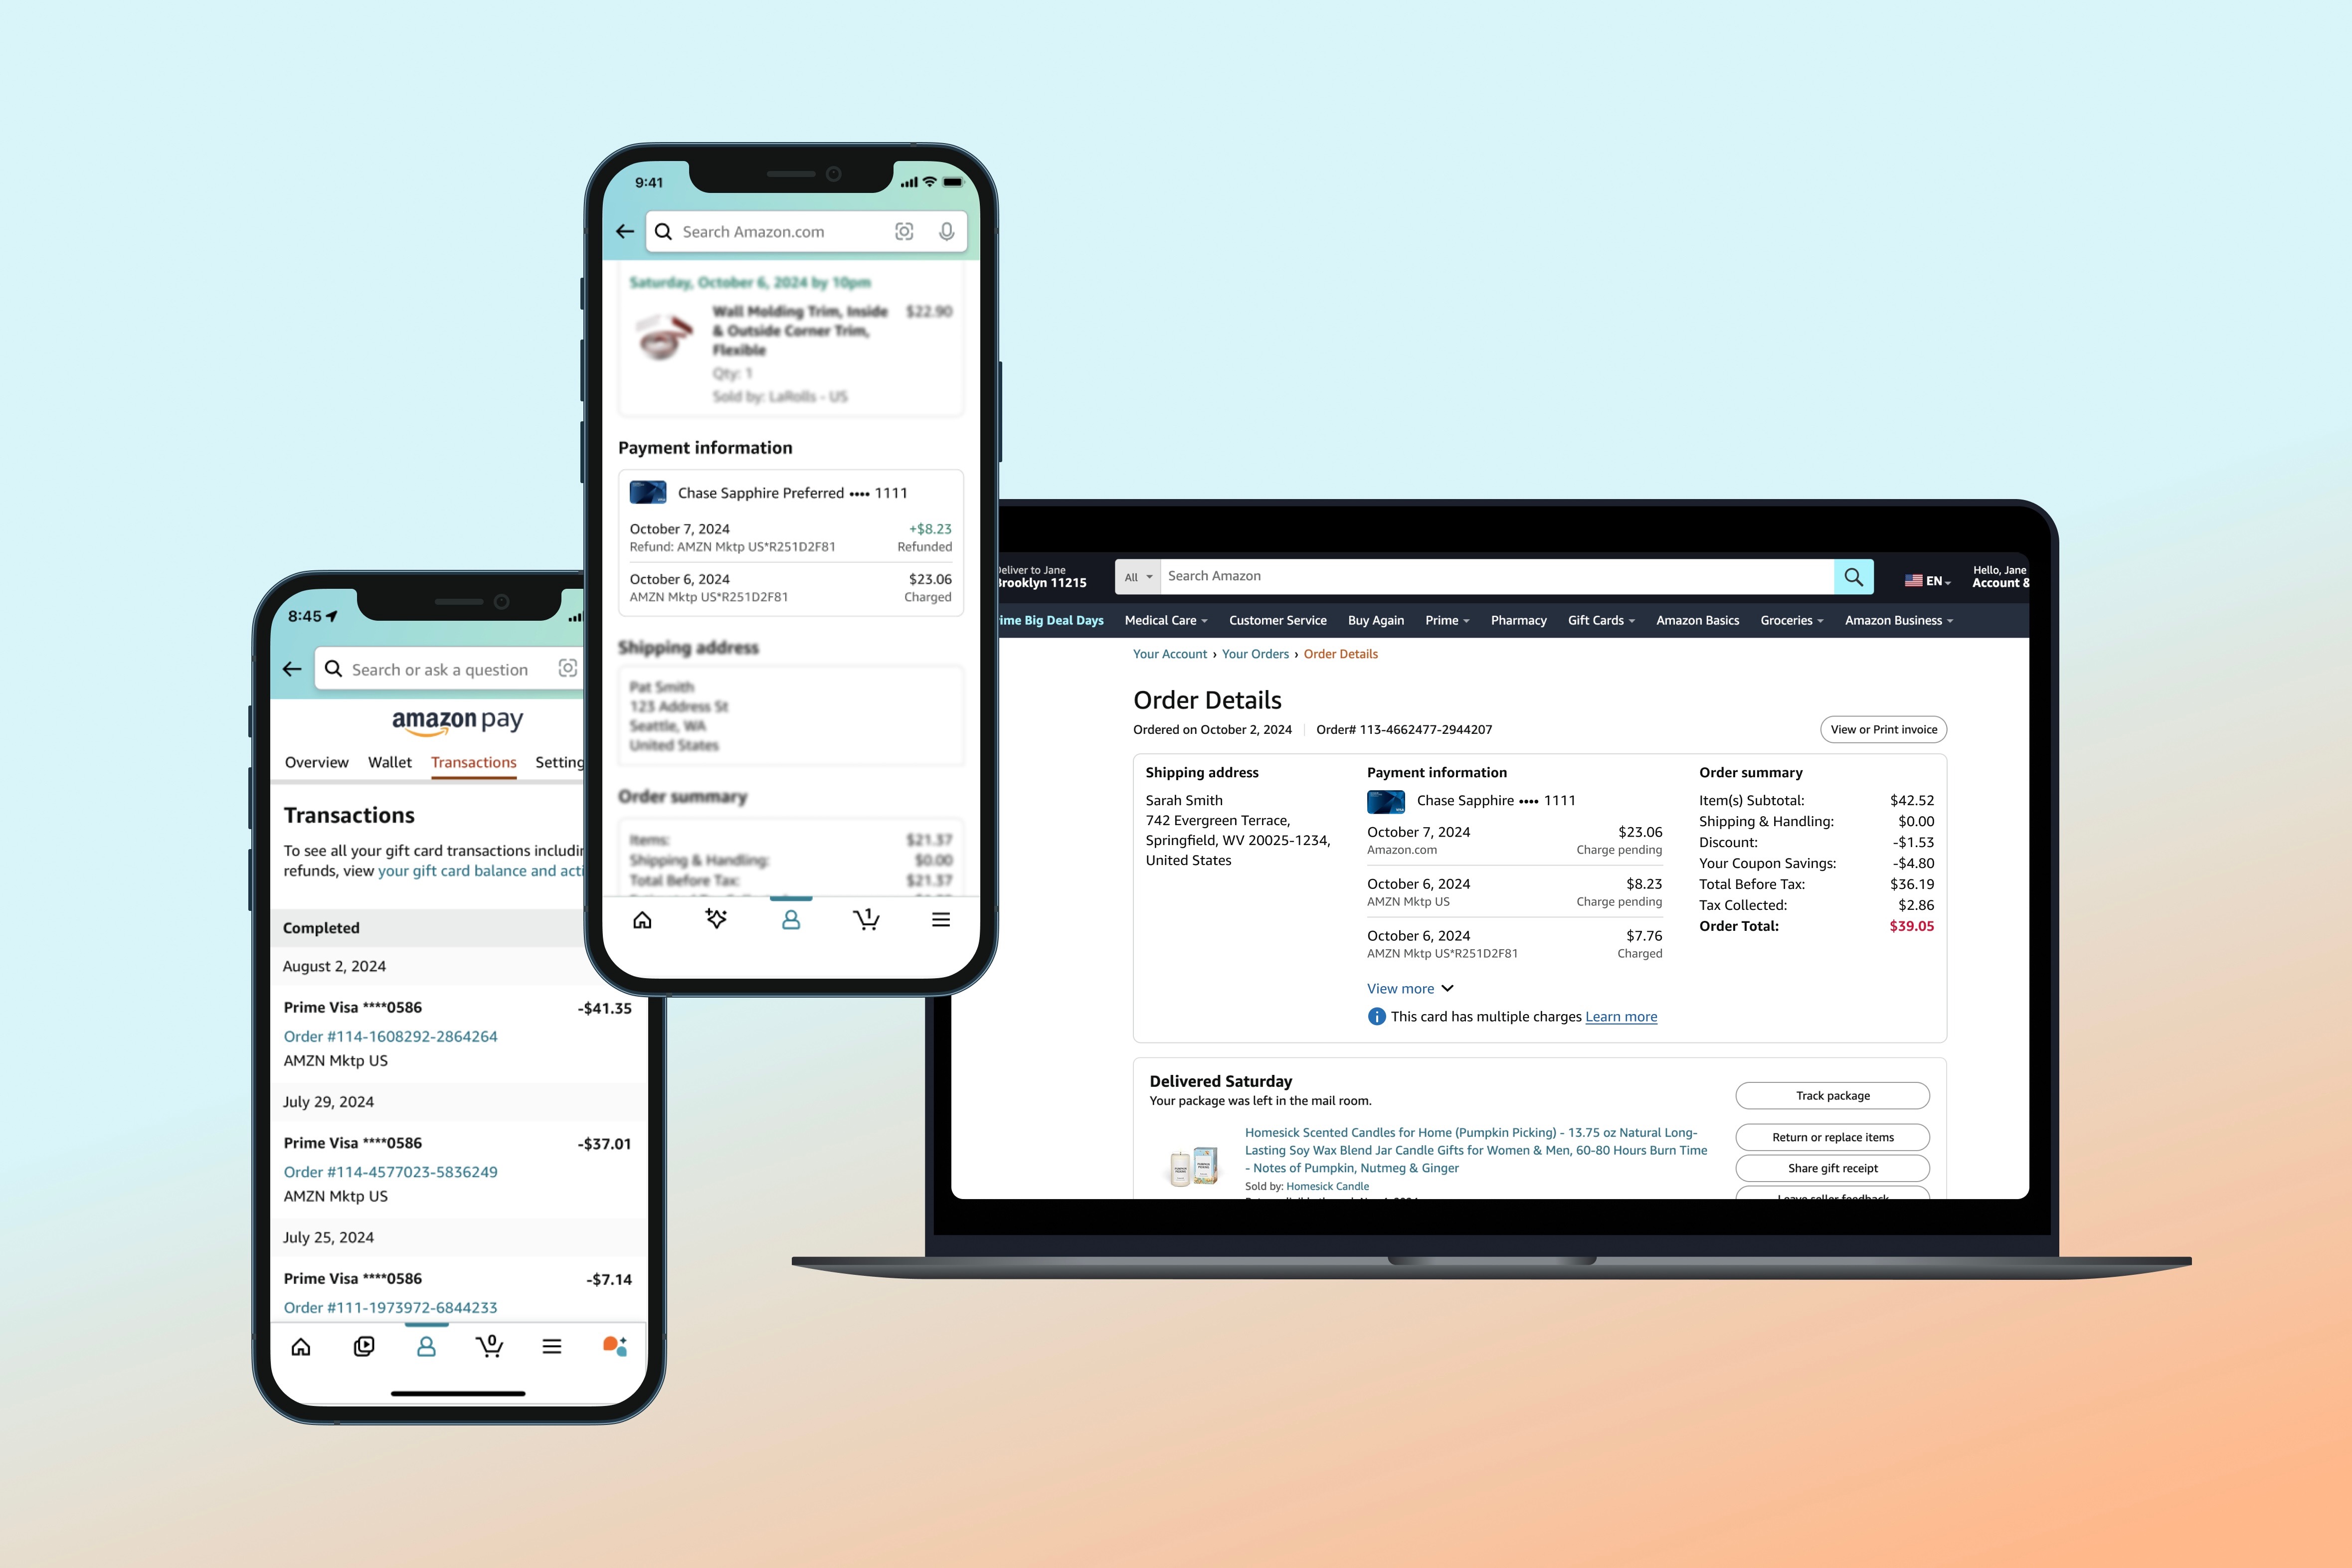 8:45
Search or ask a question
amazon pay
Overview Wallet Transactions Setting
Transactions
To see all your gift card transactions includin
refunds, view your gift card balance and acti
Completed
August 2, 2024
Prime Visa ****0586 -$41.35
Order #114-1608292-2864264
AMZN Mktp US
July 29, 2024
Prime Visa ****0586 -$37.01
Order #114-4577023-5836249
AMZN Mktp US
July 25, 2024
Prime Visa ****0586 -$7.14
Order #111-1973972-6844233
0
9:41
Search Amazon.com
Saturday, October 6, 2024 by 10pm
Wall Molding Trim, Inside $22.90
& Outside Corner Trim,
Flexible
Qty: 1
Sold by: LaRolls - US
Payment information
Chase Sapphire Preferred •••• 1111
October 7, 2024 +$8.23
Refund: AMZN Mktp US*R251D2F81 Refunded
October 6, 2024 $23.06
AMZN Mktp US*R251D2F81 Charged
Shipping address
Pat Smith
123 Address St
Seattle, WA
United States
Order summary
Items: $21.37
Shipping & Handling: $0.00
Total Before Tax: $21.37
1
Deliver to Jane
Brooklyn 11215
All
Search Amazon
EN
Hello, Jane
Account &
rime Big Deal Days Medical Care Customer Service Buy Again Prime Pharmacy Gift Cards Amazon Basics Groceries Amazon Business
Your Account › Your Orders › Order Details
Order Details
Ordered on October 2, 2024 Order# 113-4662477-2944207
View or Print invoice
Shipping address
Sarah Smith
742 Evergreen Terrace,
Springfield, WV 20025-1234,
United States
Payment information
Chase Sapphire •••• 1111
October 7, 2024 $23.06
Amazon.com Charge pending
October 6, 2024 $8.23
AMZN Mktp US Charge pending
October 6, 2024 $7.76
AMZN Mktp US*R251D2F81 Charged
View more
This card has multiple charges Learn more
Order summary
Item(s) Subtotal: $42.52
Shipping & Handling: $0.00
Discount: -$1.53
Your Coupon Savings: -$4.80
Total Before Tax: $36.19
Tax Collected: $2.86
Order Total: $39.05
Delivered Saturday
Your package was left in the mail room.
Homesick Scented Candles for Home (Pumpkin Picking) - 13.75 oz Natural Long-
Lasting Soy Wax Blend Jar Candle Gifts for Women & Men, 60-80 Hours Burn Time
- Notes of Pumpkin, Nutmeg & Ginger
Sold by: Homesick Candle
Track package
Return or replace items
Share gift receipt
Leave seller feedback